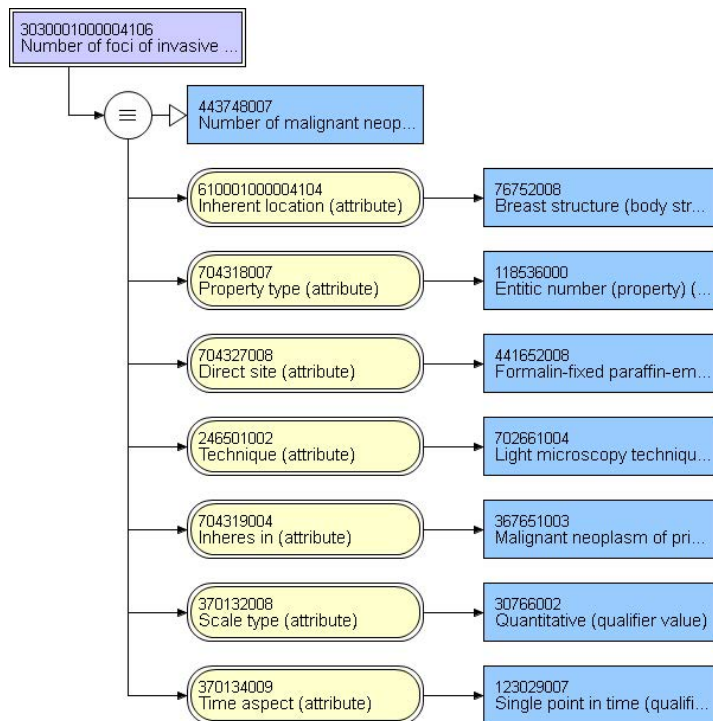 3030001000004106
Number of foci of invasive ...
≡
443748007
Number of malignant neop...
610001000004104
Inherent location (attribute)
76752008
Breast structure (body str...
704318007
Property type (attribute)
118536000
Entitic number (property) (...
704327008
Direct site (attribute)
441652008
Formalin-fixed paraffin-em...
246501002
Technique (attribute)
702661004
Light microscopy techniqu...
704319004
Inheres in (attribute)
367651003
Malignant neoplasm of pri...
370132008
Scale type (attribute)
30766002
Quantitative (qualifier value)
370134009
Time aspect (attribute)
123029007
Single point in time (qualifi...